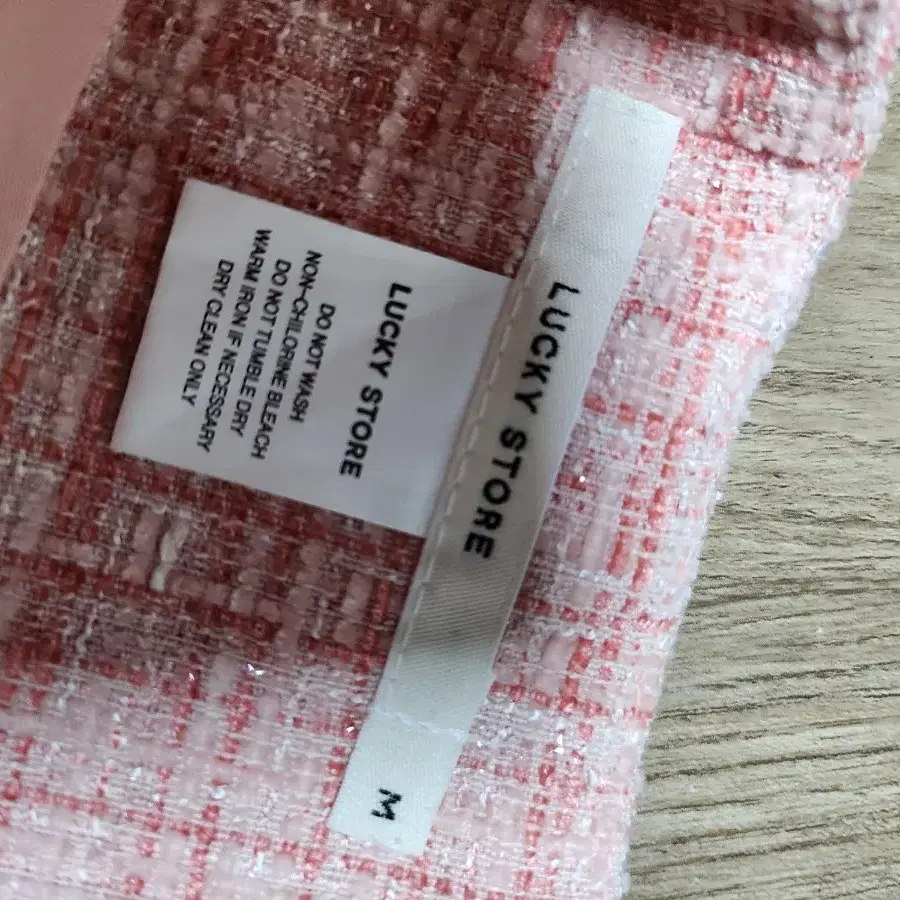 LUCKY STORE
M
LUCKY STORE
DO NOT WASH
NON-CHILORINE BLEACH
DO NOT TUMBLE DRY
WARM IRON IF NECESSARY
DRY CLEAN ONLY